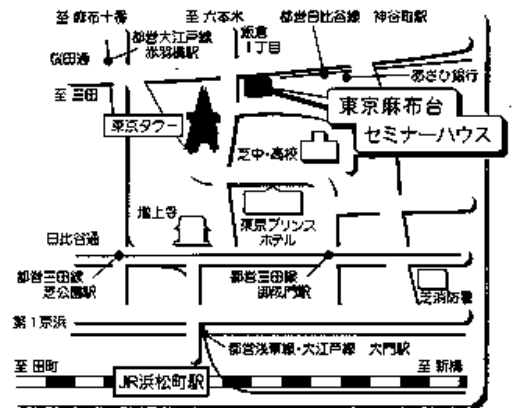 至 麻布十番
至 六本木
都営日比谷線 神谷町駅
都営大江戸線
赤羽橋駅
飯倉
1丁目
桜田通
あさひ銀行
至 三田
東京麻布台
セミナーハウス
東京タワー
芝中・高校
増上寺
東京プリンス
ホテル
日比谷通
都営三田線
芝公園駅
都営三田線
御成門駅
芝消防署
第1京浜
都営浅草線・大江戸線 大門駅
至 田町
至 新橋
JR浜松町駅